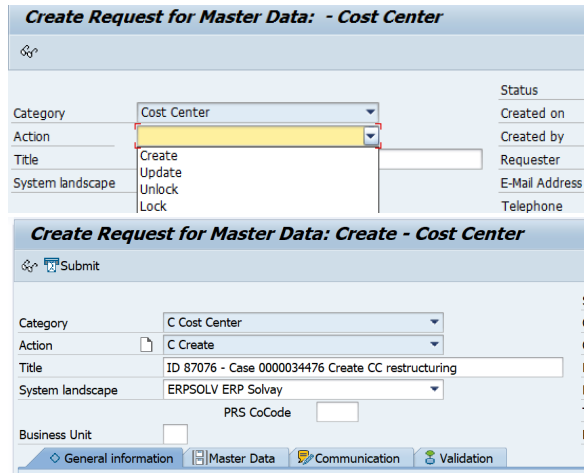 Create Request for Master Data:  - Cost Center
Status
Category Cost Center Created on
Action Created by
Title Create Requester
Update
System landscape Unlock E-Mail Address
Lock Telephone
Create Request for Master Data: Create - Cost Center
Submit
Category C Cost Center
Action C Create
Title ID 87076 - Case 0000034476 Create CC restructuring
System landscape ERPSOLV ERP Solvay
PRS CoCode
Business Unit
General information Master Data Communication Validation